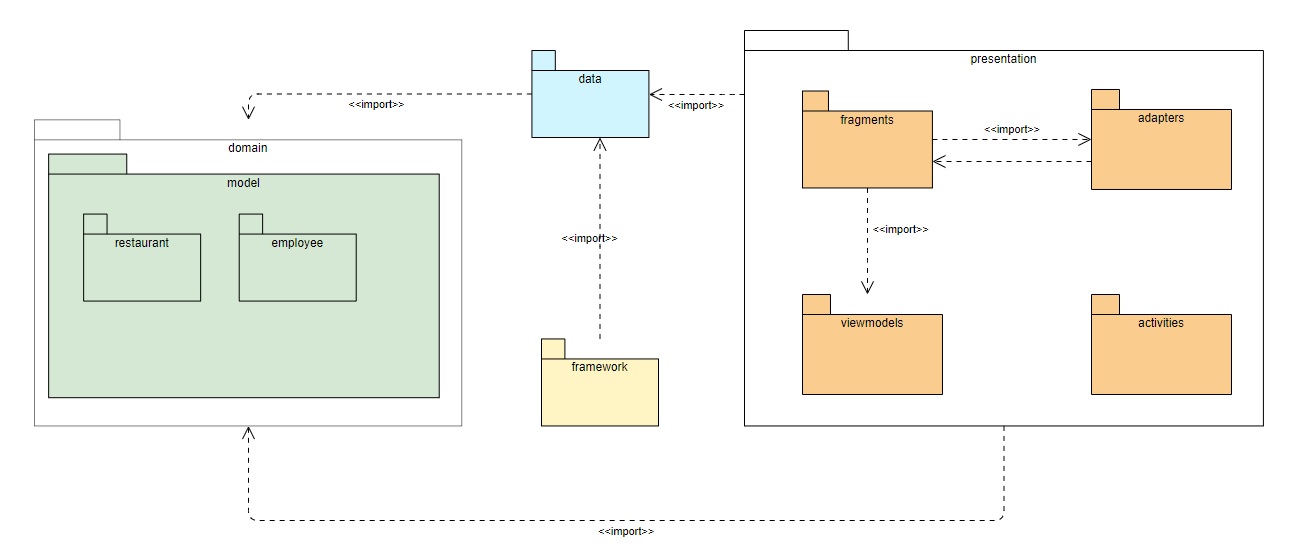 presentation
data
<<import>>
<<import>>
fragments
adapters
<<import>>
domain
model
restaurant
employee
<<import>>
<<import>>
viewmodels
activities
framework
<<import>>